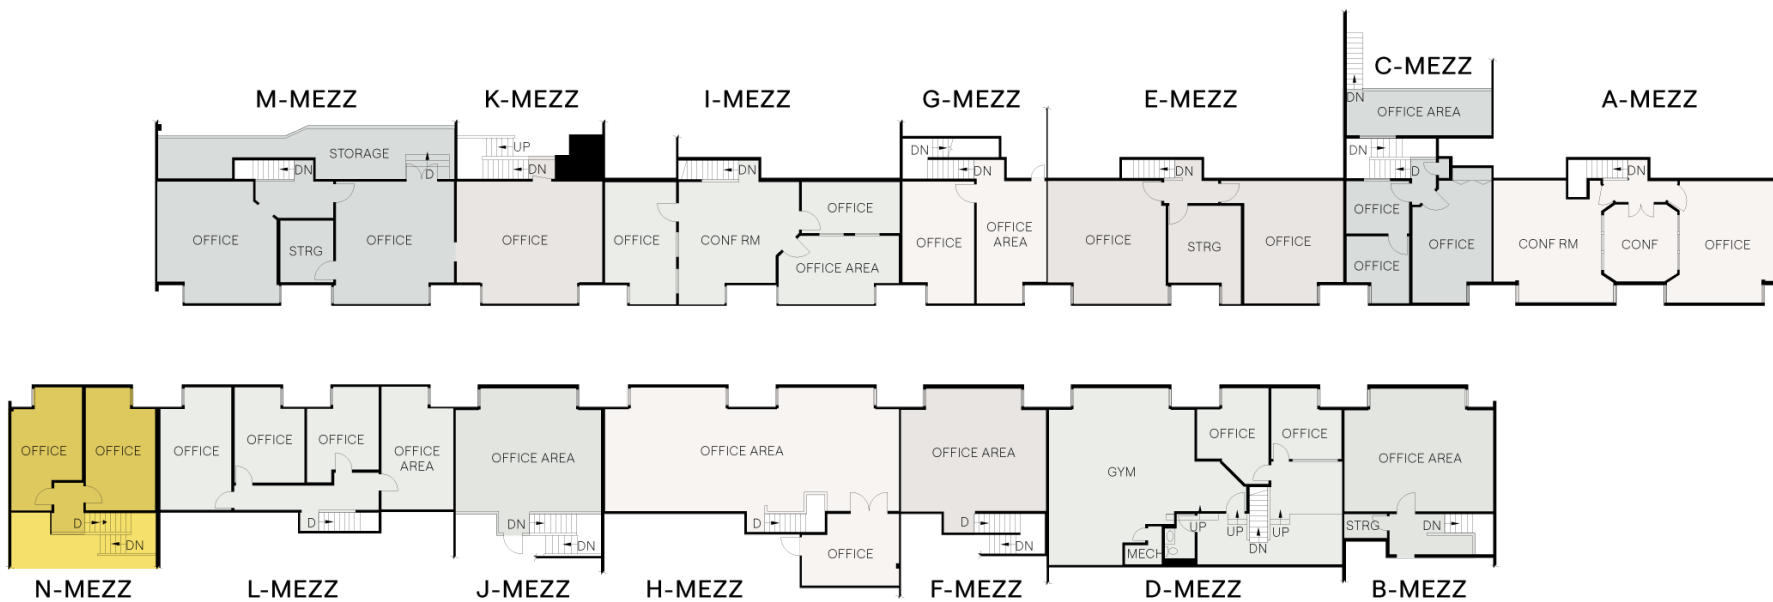 C-MEZZ
M-MEZZ
K-MEZZ
I-MEZZ
G-MEZZ
E-MEZZ
A-MEZZ
DN
OFFICE AREA
STORAGE
UP
DN
DN
DN
D
DN
DN
DN
DN
D
DN
OFFICE
OFFICE
STRG
OFFICE
OFFICE
OFFICE
CONF RM
OFFICE
OFFICE AREA
OFFICE
OFFICE
AREA
OFFICE
STRG
OFFICE
OFFICE
OFFICE
OFFICE
CONF RM
CONF
OFFICE
OFFICE
OFFICE
OFFICE
OFFICE
OFFICE
OFFICE
AREA
OFFICE AREA
OFFICE AREA
OFFICE AREA
GYM
OFFICE
OFFICE
OFFICE AREA
D
DN
D
DN
DN
D
OFFICE
D
DN
MECH
UP
UP
DN
UP
STRG
DN
N-MEZZ
L-MEZZ
J-MEZZ
H-MEZZ
F-MEZZ
D-MEZZ
B-MEZZ